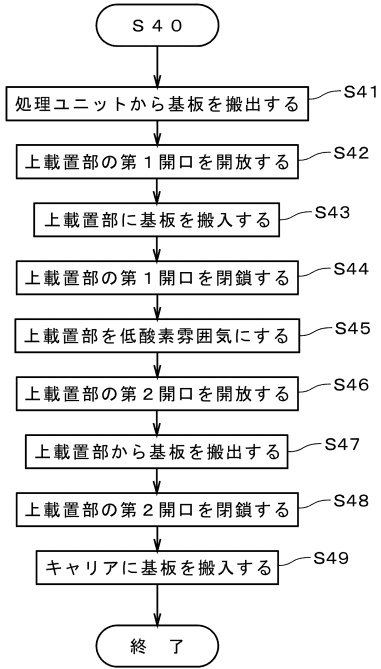 S40
処理ユニットから基板を搬出する
S41
上載置部の第1開口を開放する
S42
上載置部に基板を搬入する
S43
上載置部の第1開口を閉鎖する
S44
上載置部を低酸素雰囲気にする
S45
上載置部の第2開口を開放する
S46
上載置部から基板を搬出する
S47
上載置部の第2開口を閉鎖する
S48
キャリアに基板を搬入する
S49
終 了